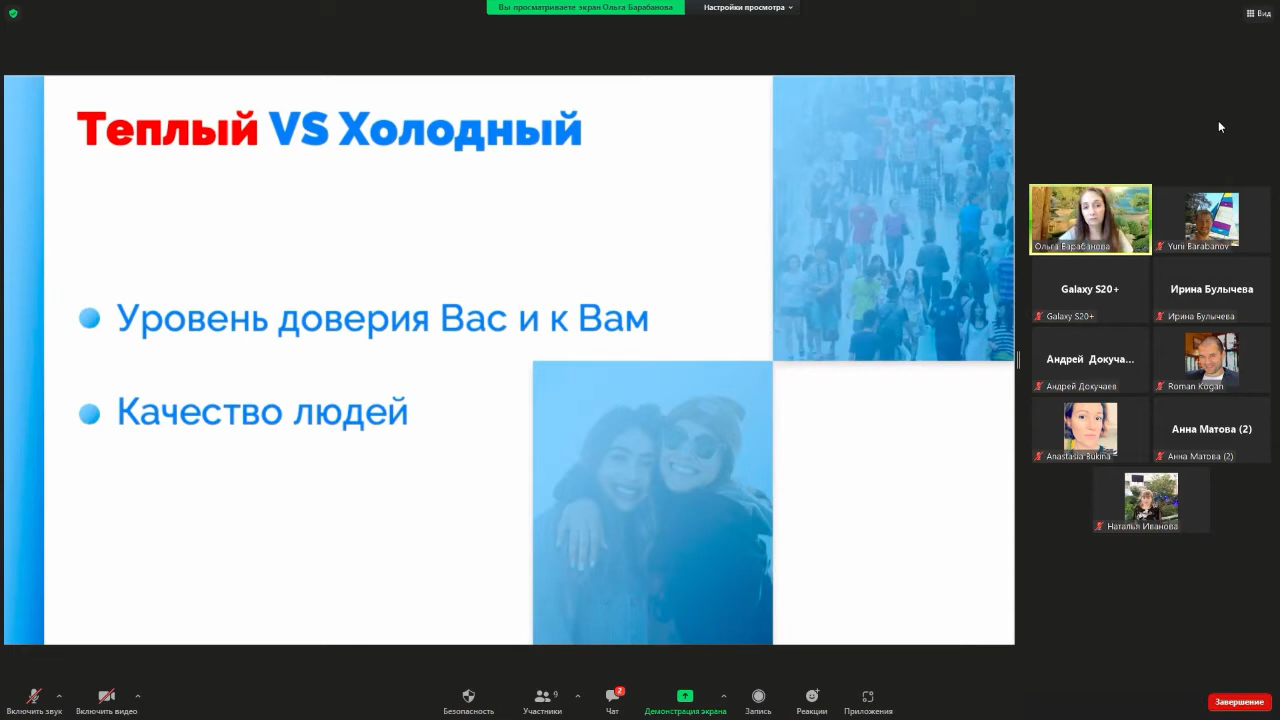 Вы просматриваете экран Ольга Барабанова
Настройки просмотра
Вид
Теплый VS Холодный
Уровень доверия Вас и к Вам
Качество людей
Ольга Барабанова
Yurii Barabanov
Galaxy S20+
Galaxy S20+
Ирина Булычева
Ирина Булычева
Андрей Докуча...
Андрей Докучаев
Roman Kogan
Anastasia Bukina
Анна Матова (2)
Анна Матова (2)
Наталья Иванова
Включить звук
Включить видео
Безопасность
9
Участники
2
Чат
Демонстрация экрана
Запись
Реакции
Приложения
Завершение